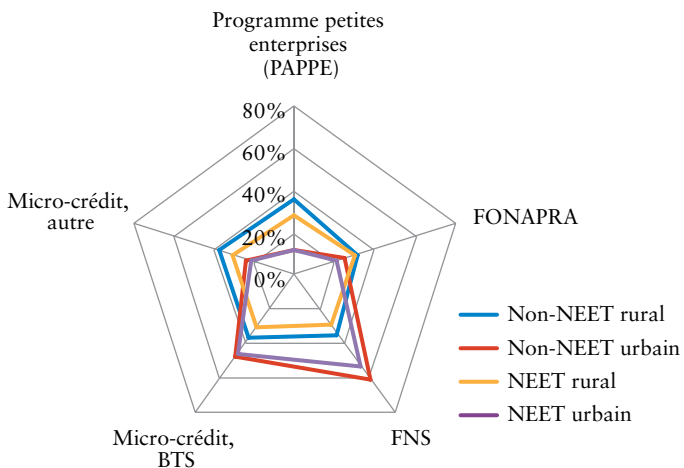 Programme petites
enterprises
(PAPPE)
80%
60%
40%
20%
0%
Micro-crédit,
autre
FONAPRA
Non-NEET rural
Non-NEET urbain
NEET rural
NEET urbain
Micro-crédit,
BTS
FNS